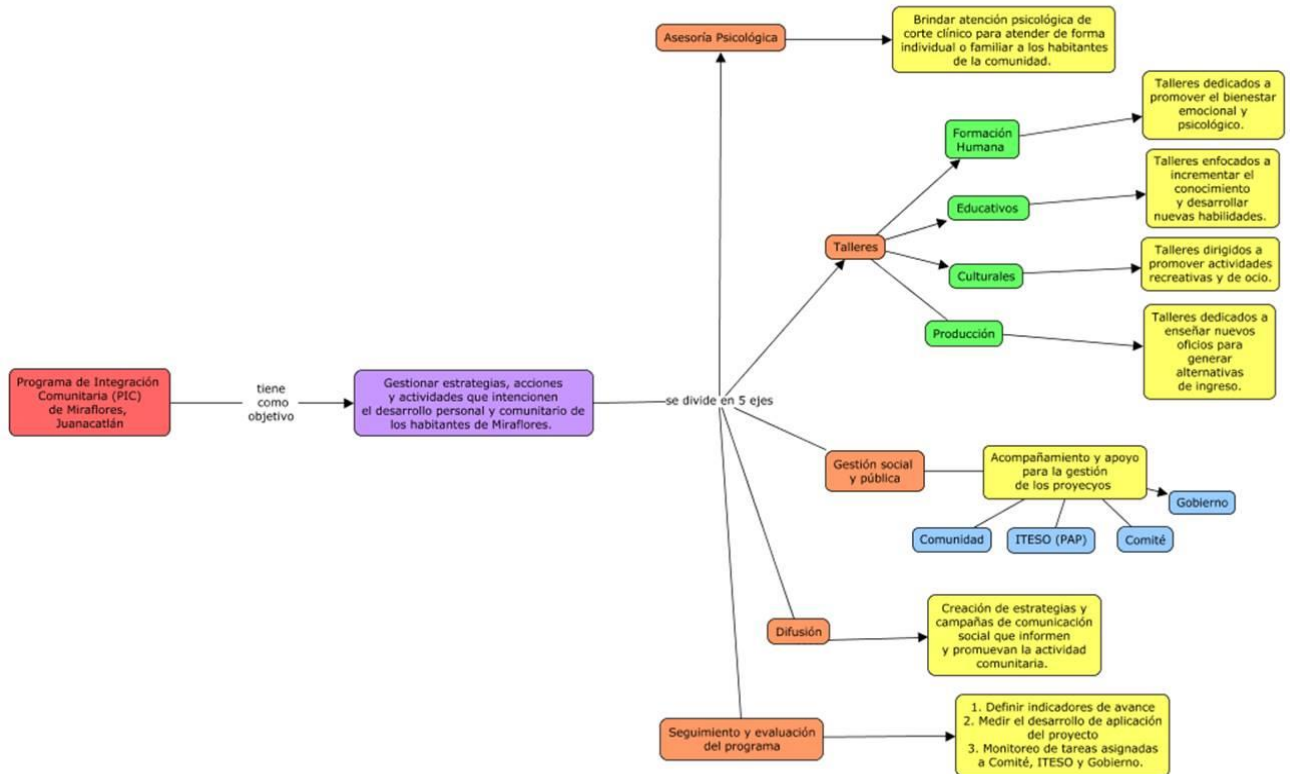 Programa de Integración
Comunitaria (PIC)
de Miraflores,
Juanacatlán
tiene
como
objetivo
Gestionar estrategias, acciones
y actividades que intencionen
el desarrollo personal y comunitario de
los habitantes de Miraflores.
se divide en 5 ejes
Asesoría Psicológica
Brindar atención psicológica de
corte clínico para atender de forma
individual o familiar a los habitantes
de la comunidad.
Talleres
Formación
Humana
Talleres dedicados a
promover el bienestar
emocional y
psicológico.
Educativos
Talleres enfocados a
incrementar el
conocimiento
y desarrollar
nuevas habilidades.
Culturales
Talleres dirigidos a
promover actividades
recreativas y de ocio.
Producción
Talleres dedicados a
enseñar nuevos
oficios para
generar
alternativas
de ingreso.
Gestión social
y pública
Acompañamiento y apoyo
para la gestión
de los proyecyos
Comunidad
ITESO (PAP)
Comité
Gobierno
Difusión
Creación de estrategias y
campañas de comunicación
social que informen
y promuevan la actividad
comunitaria.
Seguimiento y evaluación
del programa
1. Definir indicadores de avance
2. Medir el desarrollo de aplicación
del proyecto
3. Monitoreo de tareas asignadas
a Comité, ITESO y Gobierno.